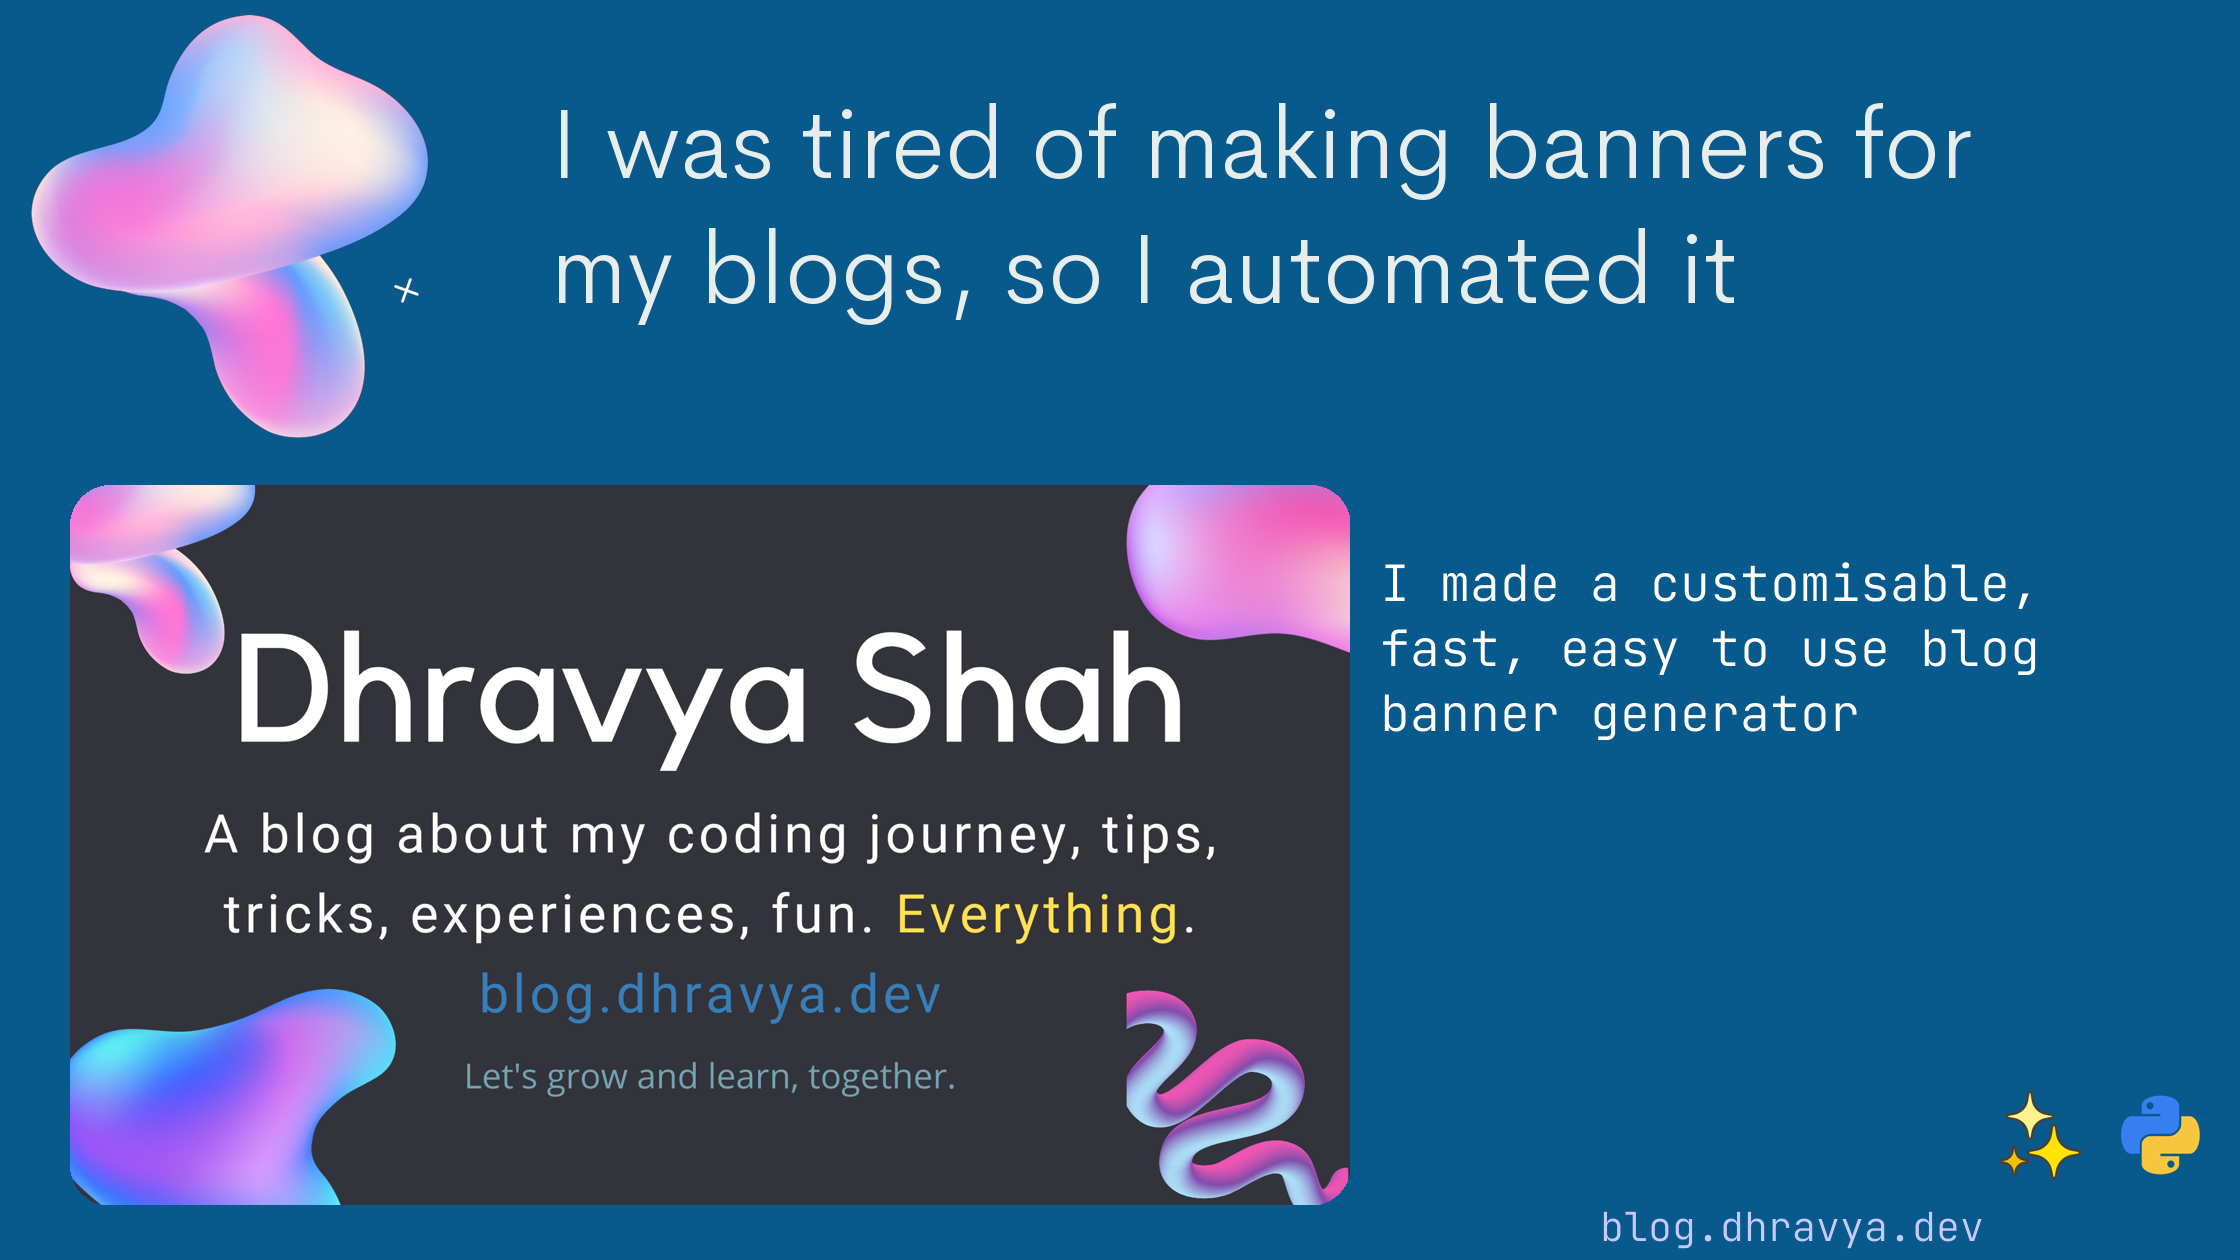 I was tired of making banners for
my blogs, so I automated it
Dhravya Shah
A blog about my coding journey, tips,
tricks, experiences, fun. Everything.
blog.dhravya.dev
Let's grow and learn, together.
I made a customisable,
fast, easy to use blog
banner generator
blog.dhravya.dev